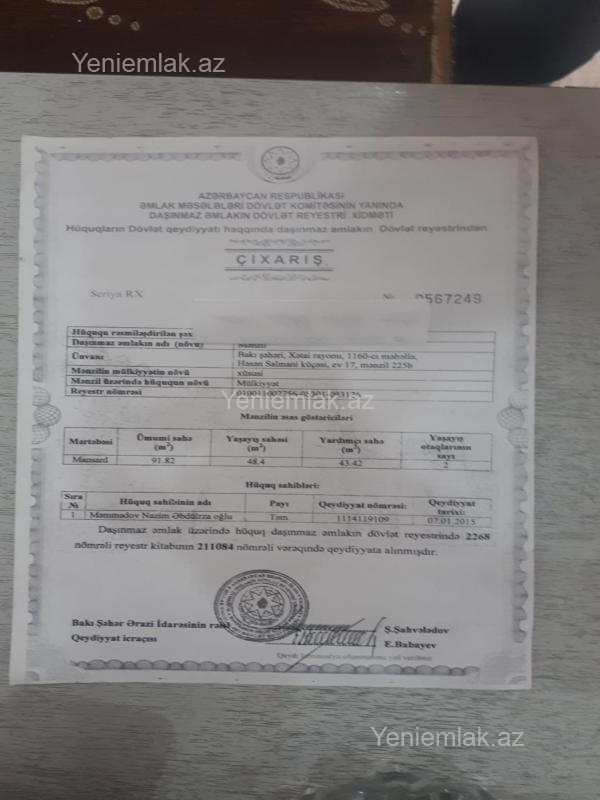 Yeniemlak.az
AZƏRBAYCAN RESPUBLİKASI
ƏMLAK MƏSƏLƏLƏRİ DÖVLƏT KOMİTƏSİNİN YANINDA
DAŞINMAZ ƏMLAKIN DÖVLƏT REYESTRİ XİDMƏTİ
Hüquqların Dövlət qeydiyyatı haqqında daşınmaz əmlakın Dövlət reyestrindən
ÇIXARIŞ
Seriya RX № 0567249
Hüququ rəsmiləşdirilən şəx
Daşınmaz əmlakın adı (növü) Mənzil
Ünvanı Bakı şəhəri, Xətai rayonu, 1160-cı məhəllə,
Həsən Salmani küçəsi, ev 17, mənzil 225b
Mənzilin mülkiyyətin növü xüsusi
Mənzil üzərində hüququn növü Mülkiyyət
Reyestr nömrəsi
Yeniemlak.az
Mənzilin əsas göstəriciləri
Mərtəbəsi Ümumi sahə (m²) Yaşayış sahəsi (m²) Yardımçı sahə (m²) Yaşayış otaqlarının sayı
Mansard 91.82 48.4 43.42 2
Hüquq sahibləri:
Sıra № Hüquq sahibinin adı Payı Qeydiyyat nömrəsi: Qeydiyyat tarixi:
1 Məmmədov Nazim Əbdülrza oğlu Tam 1114119109 07.01.2015
Daşınmaz əmlak üzərində hüquq daşınmaz əmlakın dövlət reyestrində 2268
nömrəli reyestr kitabının 211084 nömrəli vərəqində qeydiyyata alınmışdır.
Bakı Şəhər Ərazi İdarəsinin rəisi Ş.Şahvələdov
Qeydiyyat icraçısı E.Babayev
Yeniemlak.az